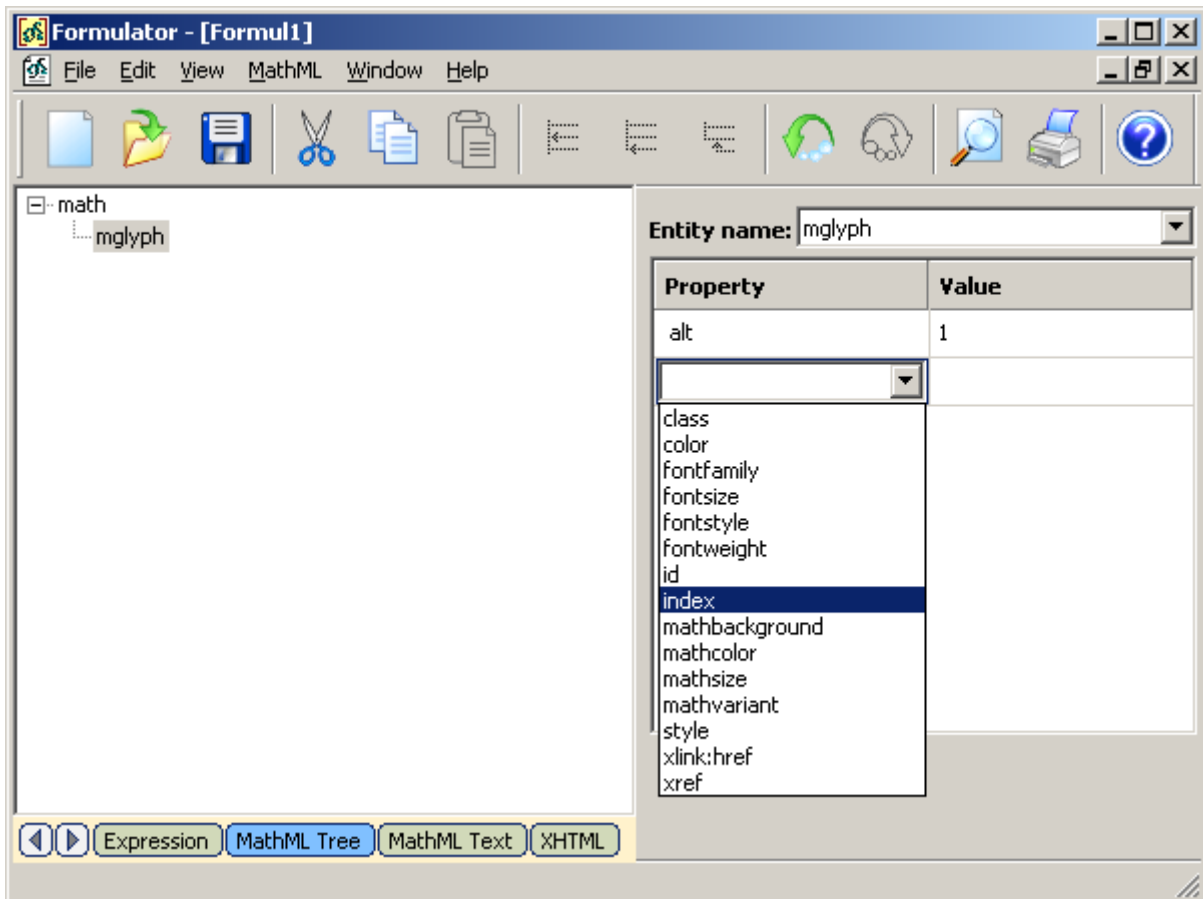 Formulator - [Formul1]
File Edit View MathML Window Help
math
mglyph
Entity name: mglyph
Property Value
alt 1
class
color
fontfamily
fontsize
fontstyle
fontweight
id
index
mathbackground
mathcolor
mathsize
mathvariant
style
xlink:href
xref
Expression MathML Tree MathML Text XHTML